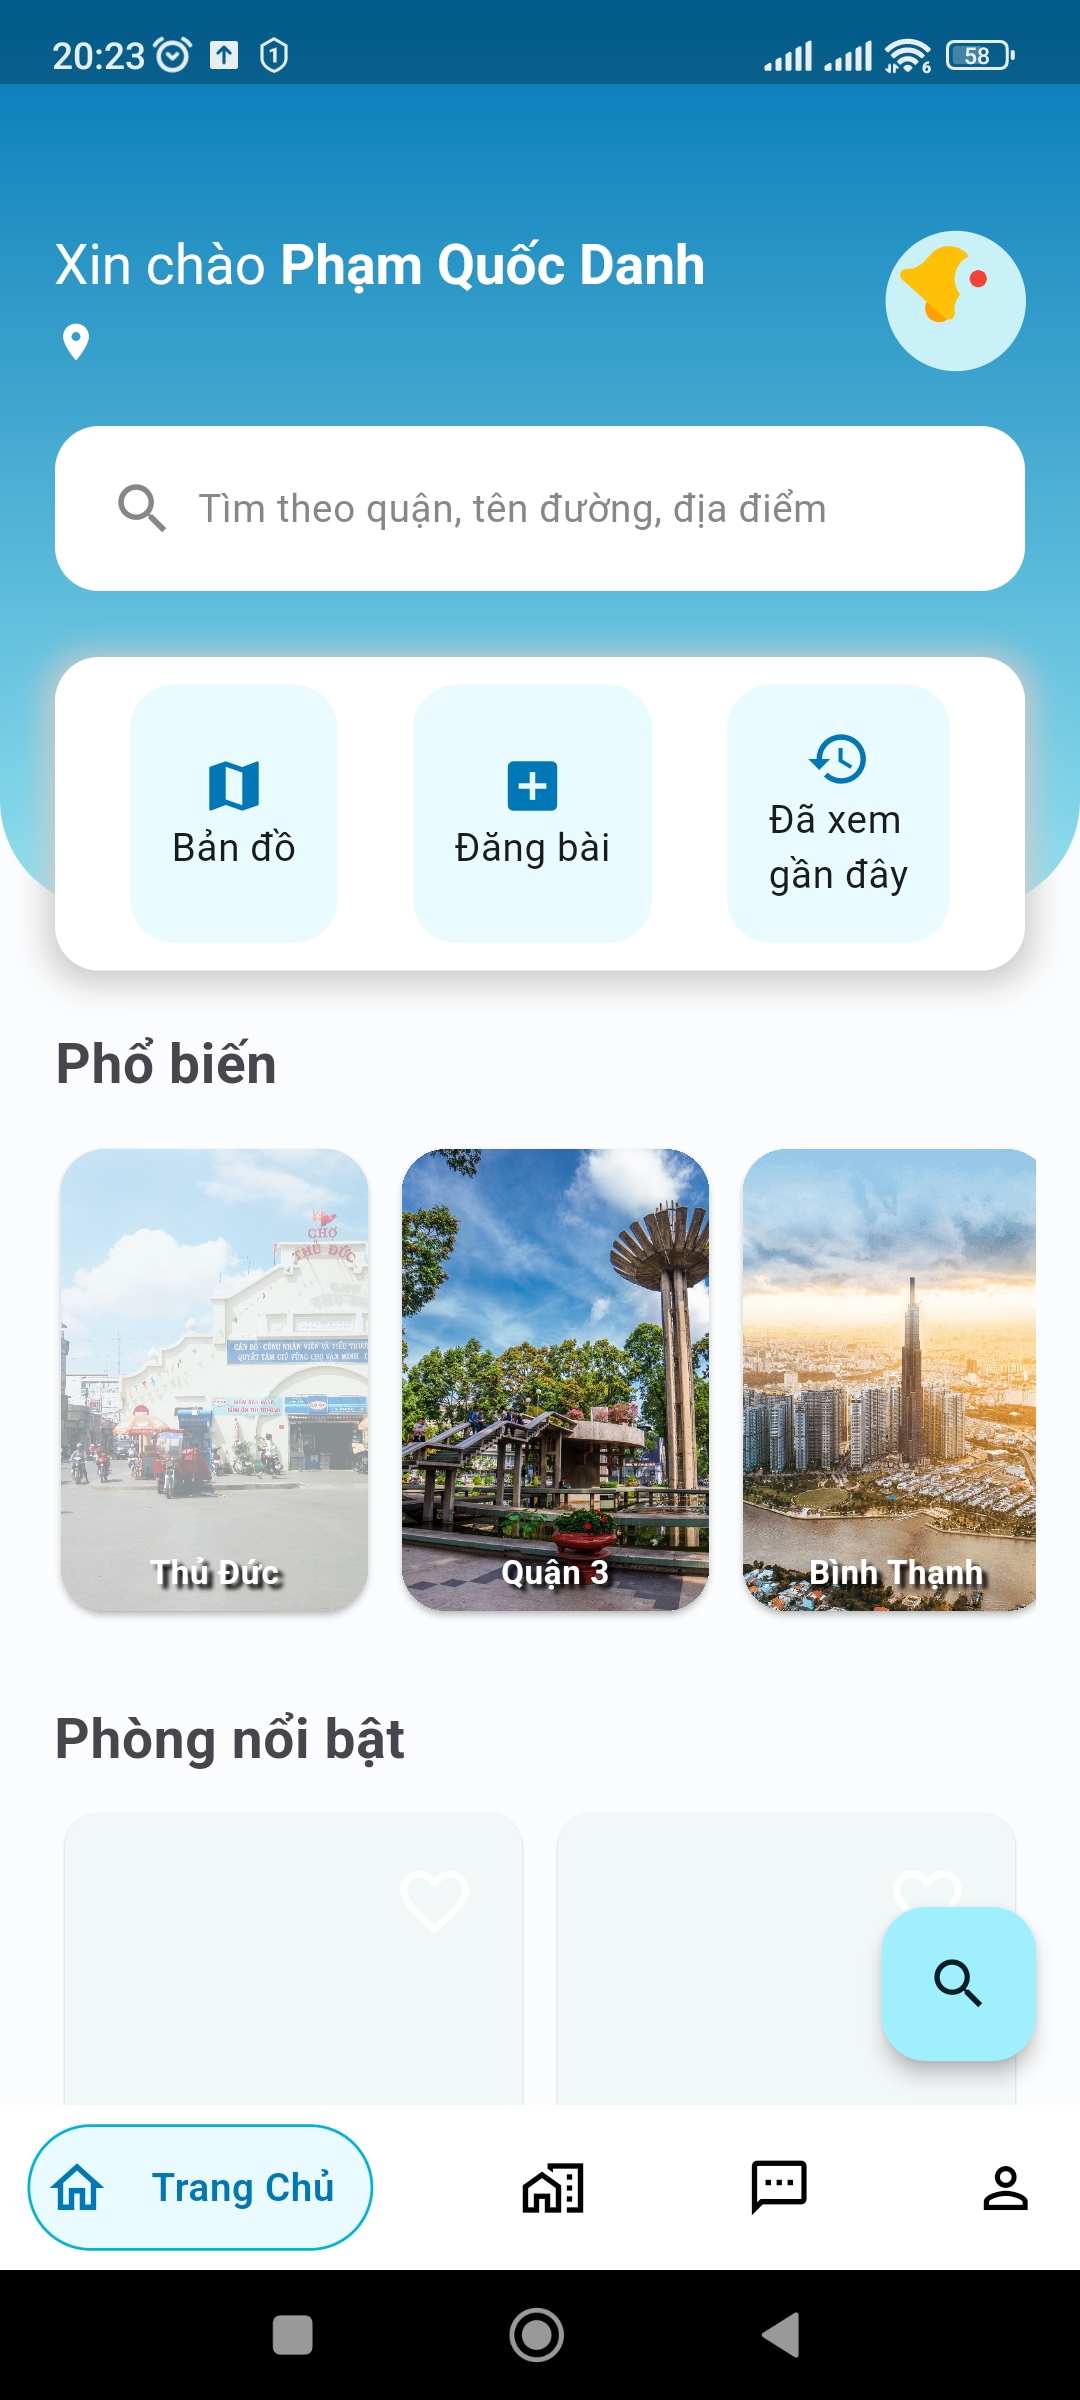 20:23
58
Xin chào Phạm Quốc Danh
Tìm theo quận, tên đường, địa điểm
Bản đồ
Đăng bài
Đã xem
gần đây
Phổ biến
CHỢ
THỦ ĐỨC
Thủ Đức
Quận 3
Bình Thạnh
Phòng nổi bật
Trang Chủ